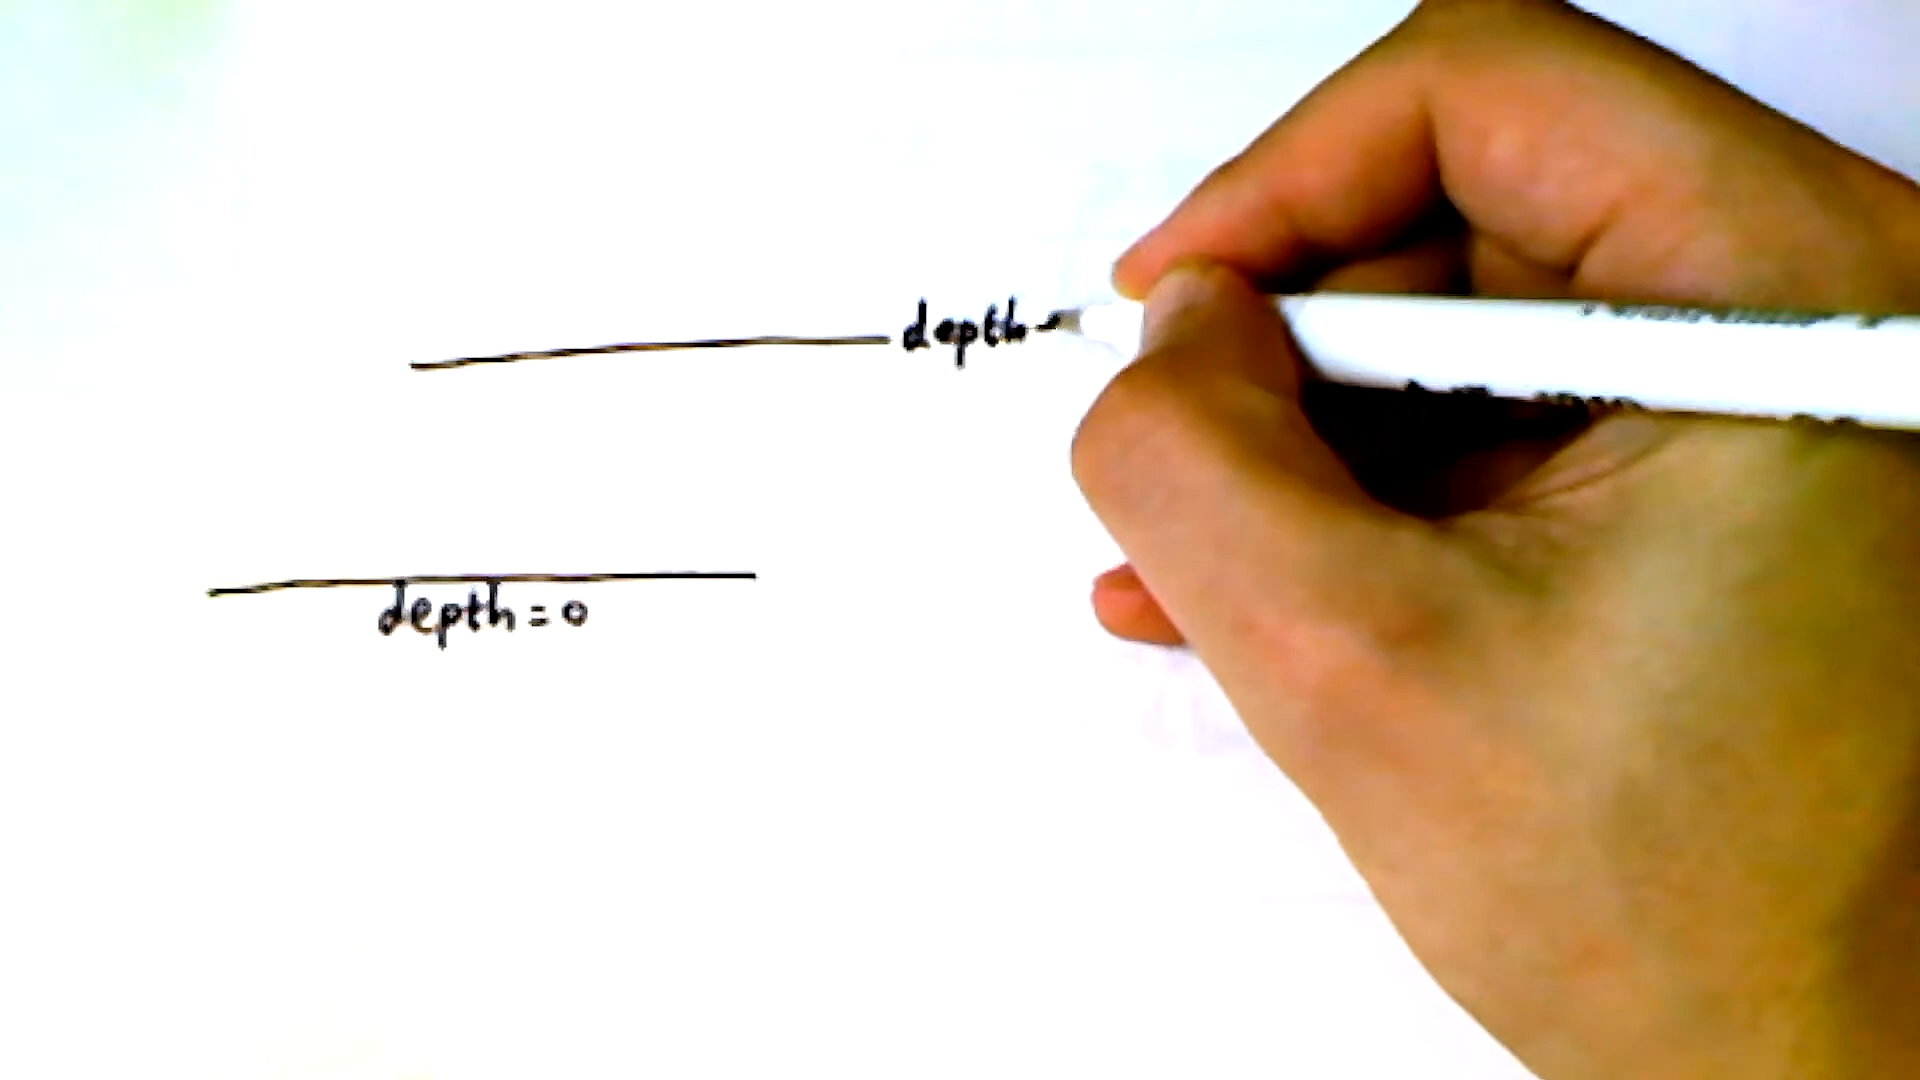 depth -
depth = 0